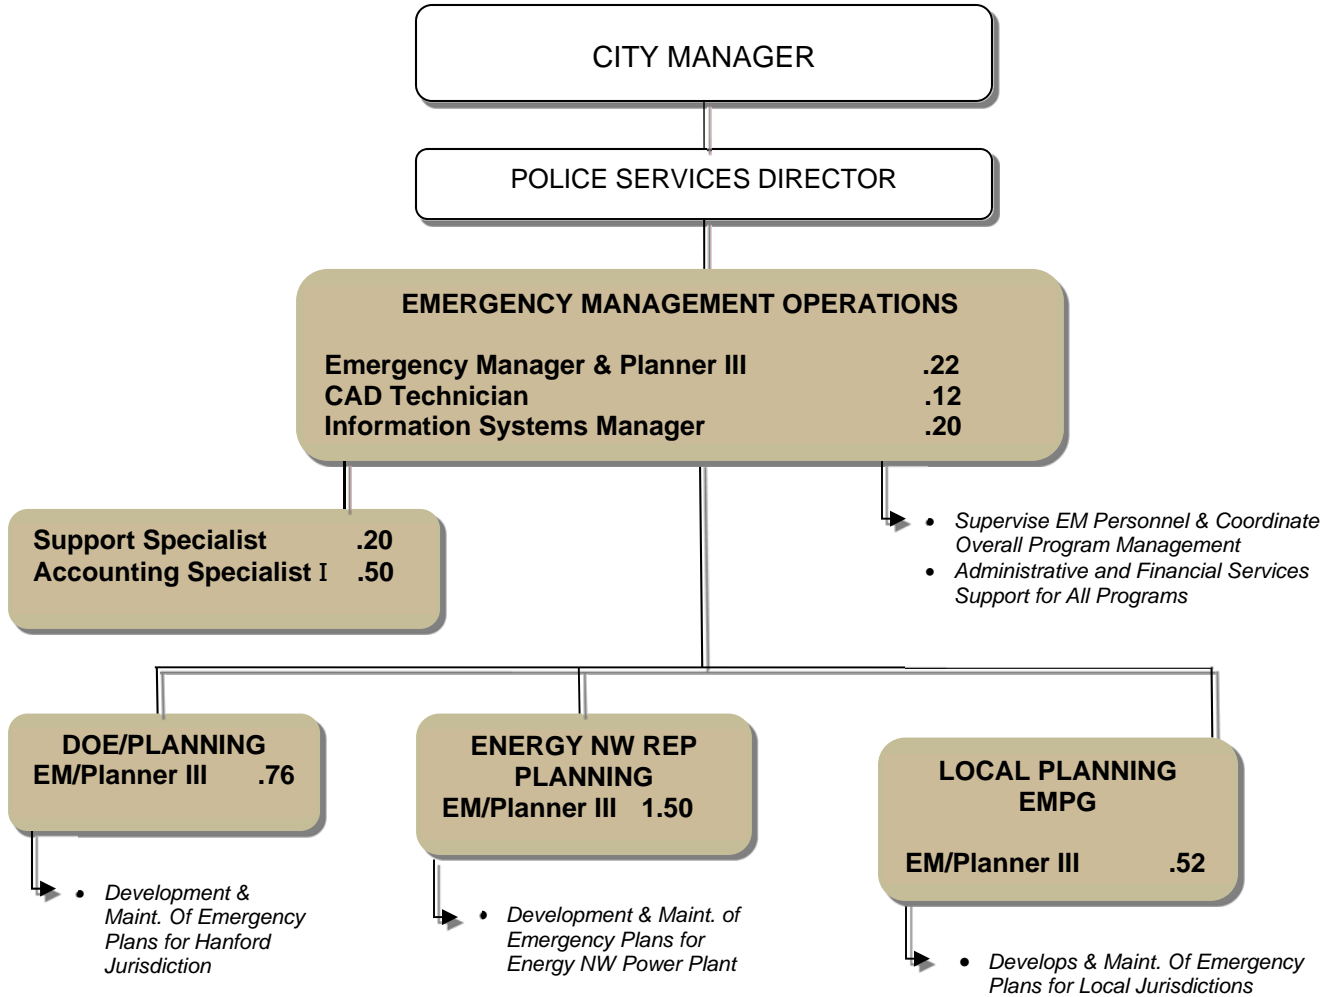 CITY MANAGER
POLICE SERVICES DIRECTOR
EMERGENCY MANAGEMENT OPERATIONS
Emergency Manager & Planner III .22
CAD Technician .12
Information Systems Manager .20
Support Specialist .20
Accounting Specialist I .50
• Supervise EM Personnel & Coordinate
Overall Program Management
• Administrative and Financial Services
Support for All Programs
DOE/PLANNING
EM/Planner III .76
• Development &
Maint. Of Emergency
Plans for Hanford
Jurisdiction
ENERGY NW REP
PLANNING
EM/Planner III 1.50
• Development & Maint. of
Emergency Plans for
Energy NW Power Plant
LOCAL PLANNING
EMPG
EM/Planner III .52
• Develops & Maint. Of Emergency
Plans for Local Jurisdictions